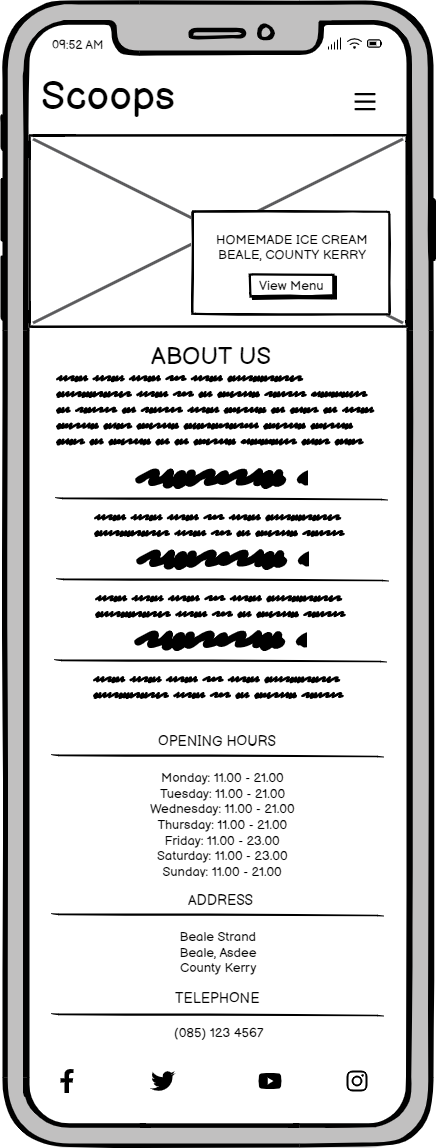 09:52 AM
Scoops
HOMEMADE ICE CREAM
BEALE, COUNTY KERRY
View Menu
ABOUT US
OPENING HOURS
Monday: 11.00 - 21.00
Tuesday: 11.00 - 21.00
Wednesday: 11.00 - 21.00
Thursday: 11.00 - 21.00
Friday: 11.00 - 23.00
Saturday: 11.00 - 23.00
Sunday: 11.00 - 21.00
ADDRESS
Beale Strand
Beale, Asdee
County Kerry
TELEPHONE
(085) 123 4567